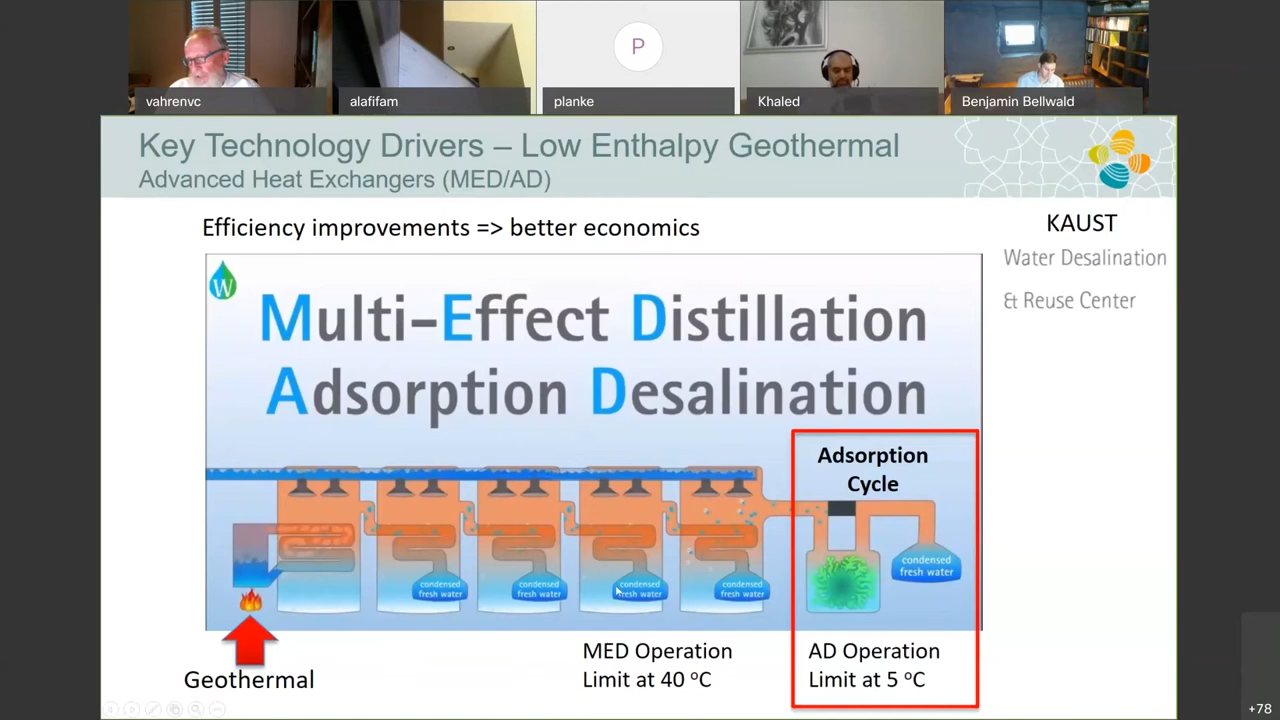 P
vahrenvc
alafifam
planke
Khaled
Benjamin Bellwald
Key Technology Drivers – Low Enthalpy Geothermal
Advanced Heat Exchangers (MED/AD)
Efficiency improvements => better economics
KAUST
Water Desalination
& Reuse Center
W
Multi-Effect Distillation
Adsorption Desalination
Adsorption
Cycle
condensed
fresh water
condensed
fresh water
condensed
fresh water
condensed
fresh water
condensed
fresh water
Geothermal
MED Operation
Limit at 40 °C
AD Operation
Limit at 5 °C
+78